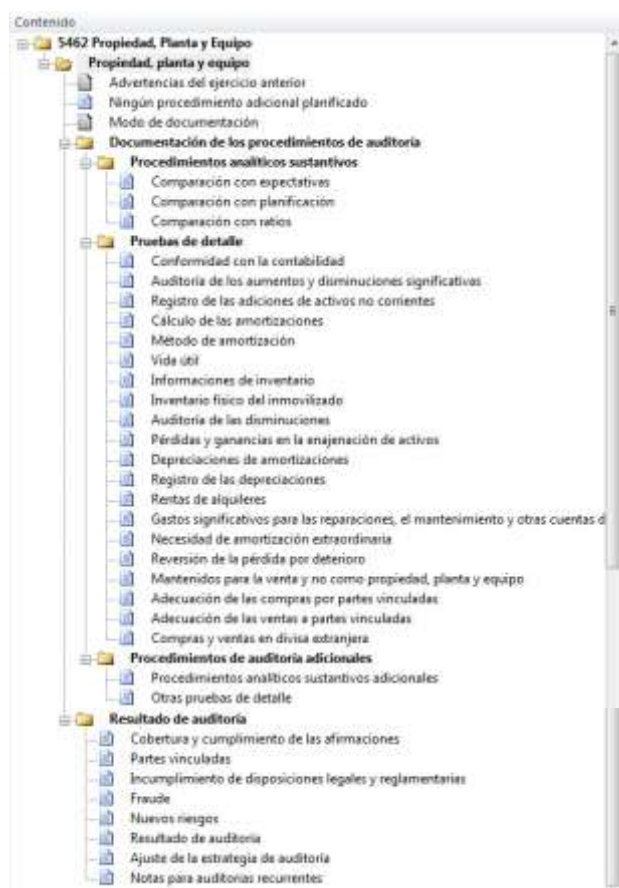 Contenido
5462 Propiedad, Planta y Equipo
Propiedad, planta y equipo
Advertencias del ejercicio anterior
Ningún procedimiento adicional planificado
Modo de documentación
Documentación de los procedimientos de auditoría
Procedimientos analíticos sustantivos
Comparación con expectativas
Comparación con planificación
Comparación con ratios
Pruebas de detalle
Conformidad con la contabilidad
Auditoría de los aumentos y disminuciones significativas
Registro de las adiciones de activos no corrientes
Cálculo de las amortizaciones
Método de amortización
Vida útil
Informaciones de inventario
Inventario físico del inmovilizado
Auditoría de las disminuciones
Pérdidas y ganancias en la enajenación de activos
Depreciaciones de amortizaciones
Registro de las depreciaciones
Rentas de alquileres
Gastos significativos para las reparaciones, el mantenimiento y otras cuentas d
Necesidad de amortización extraordinaria
Reversión de la pérdida por deterioro
Mantenidos para la venta y no como propiedad, planta y equipo
Adecuación de las compras por partes vinculadas
Adecuación de las ventas a partes vinculadas
Compras y ventas en divisa extranjera
Procedimientos de auditoría adicionales
Procedimientos analíticos sustantivos adicionales
Otras pruebas de detalle
Resultado de auditoría
Cobertura y cumplimiento de las afirmaciones
Partes vinculadas
Incumplimiento de disposiciones legales y reglamentarias
Fraude
Nuevos riesgos
Resultado de auditoría
Ajuste de la estrategia de auditoría
Notas para auditorías recurrentes